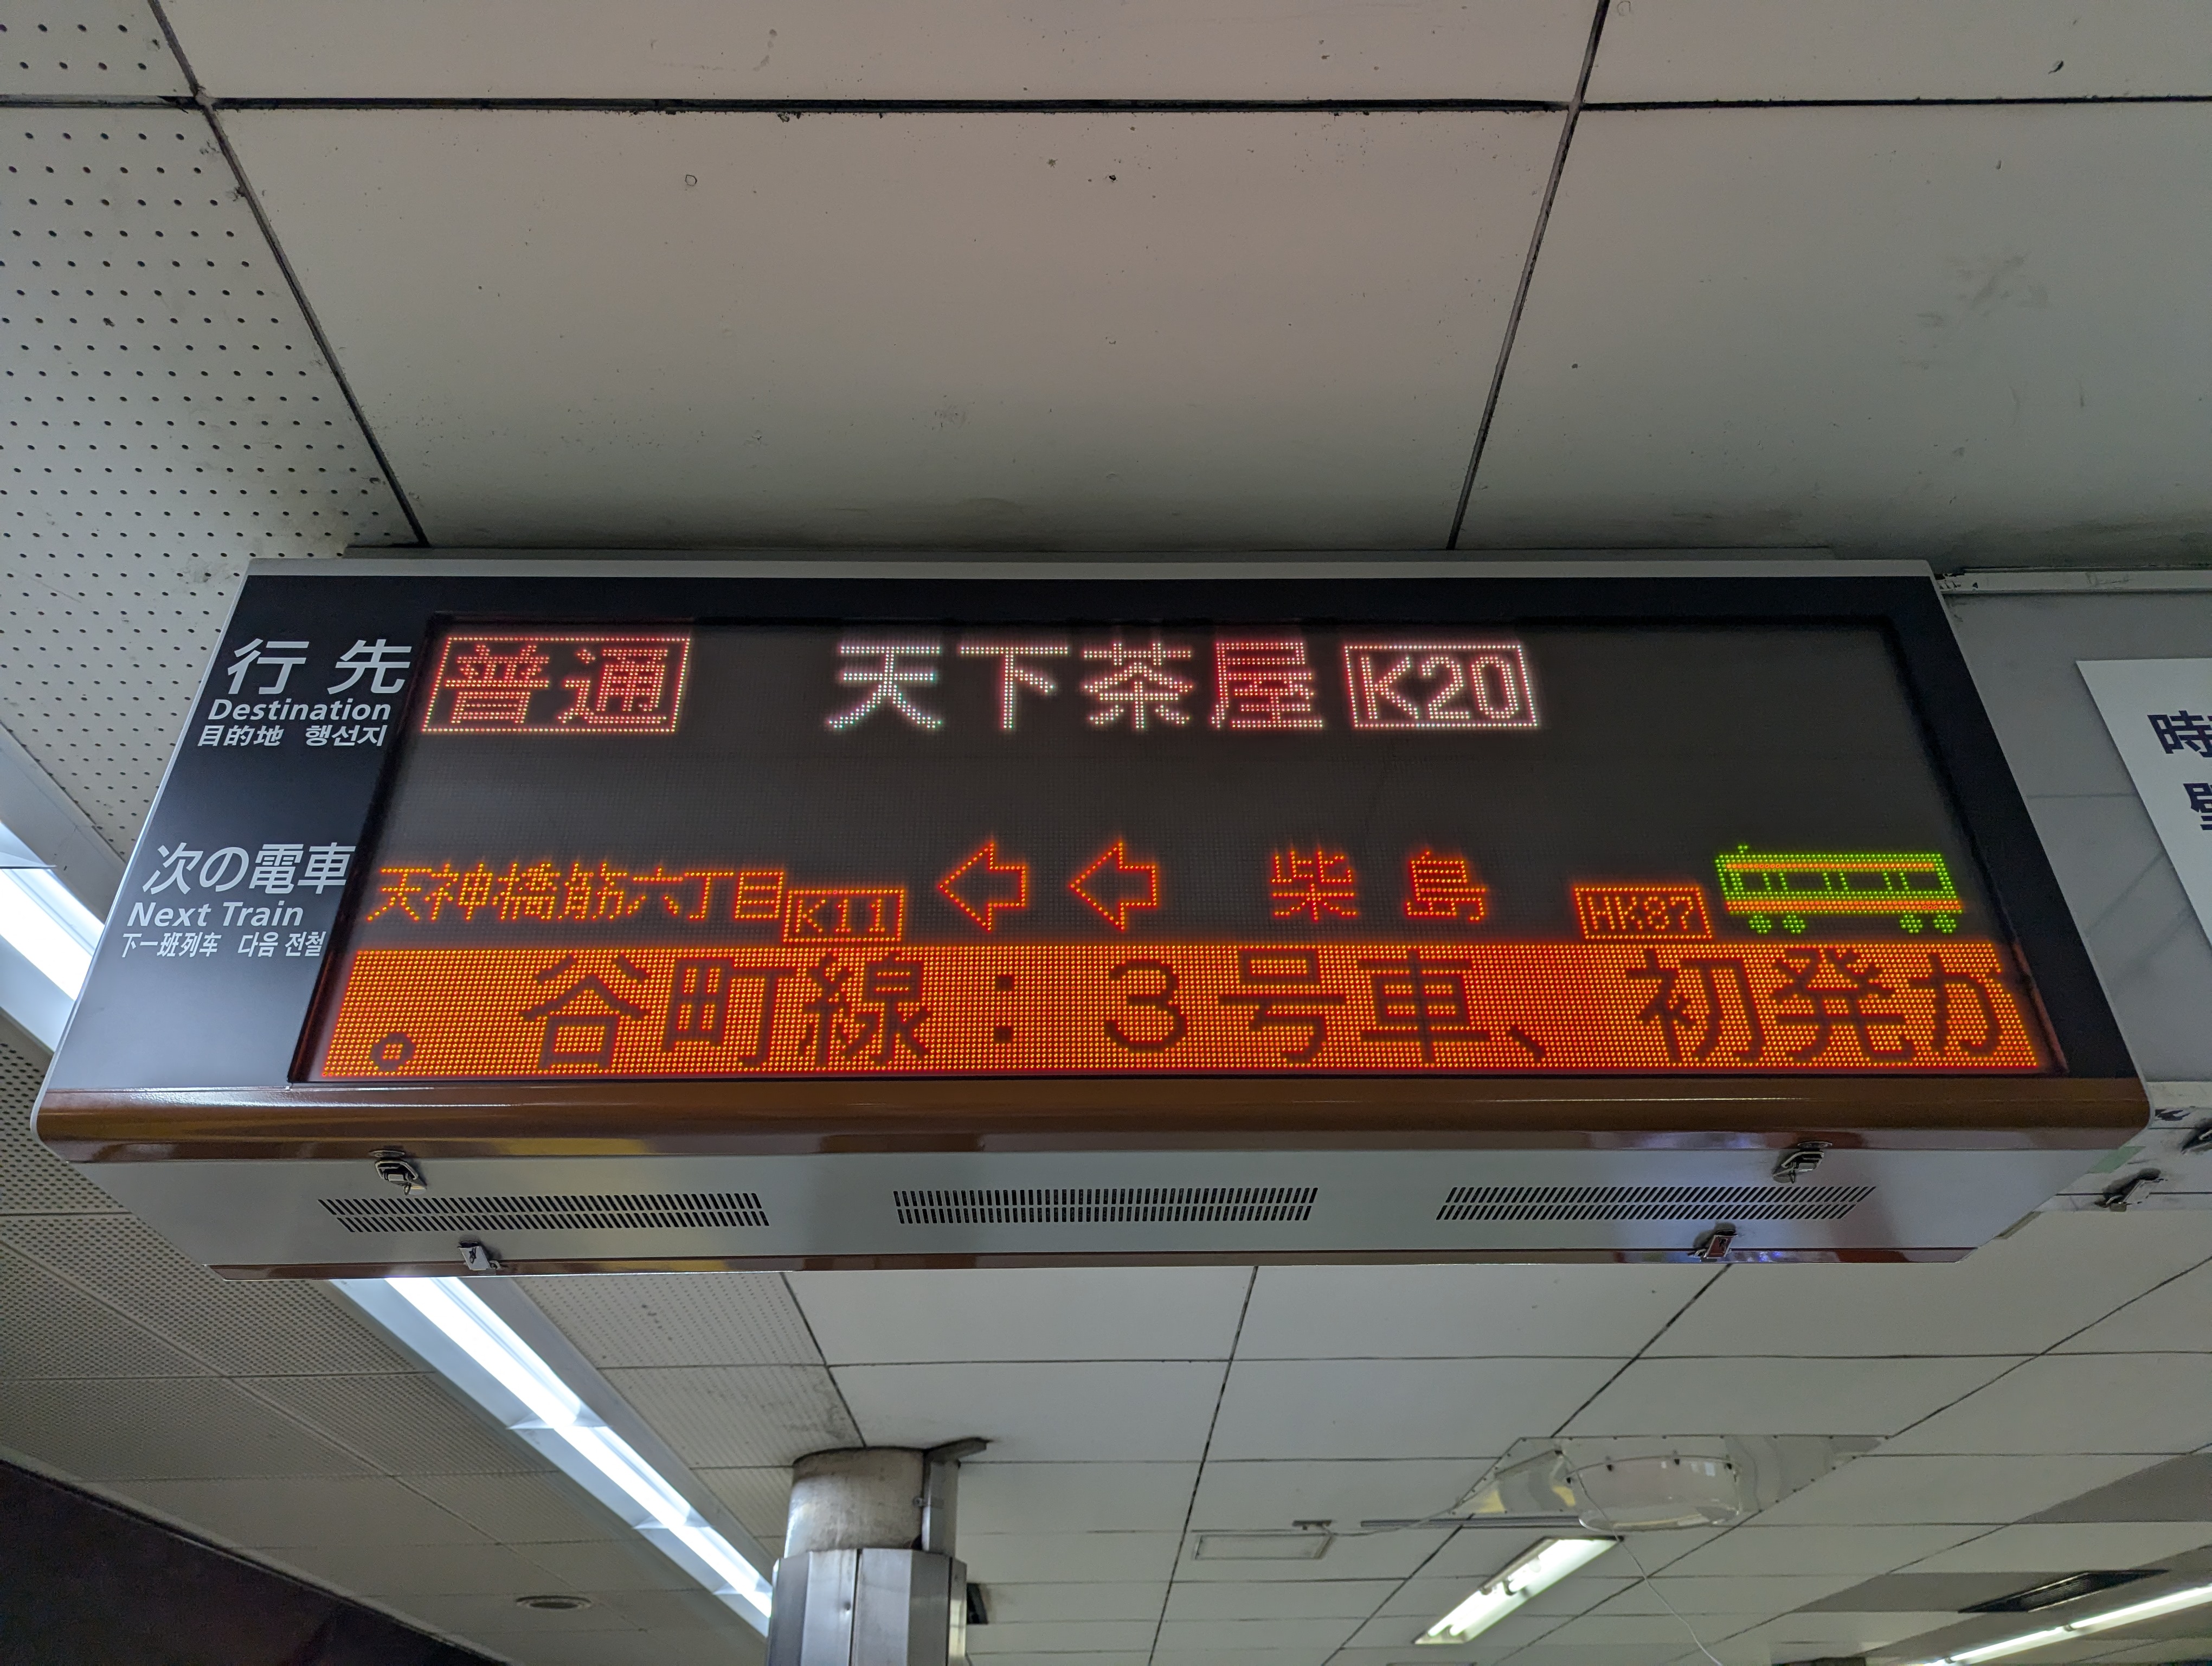 行先
Destination
目的地 행선지
普通 天下茶屋 K20
次の電車
Next Train
下一班列车 다음 전철
天神橋筋六丁目 K11 柴島 HK87
。谷町線：３号車、初発か
時